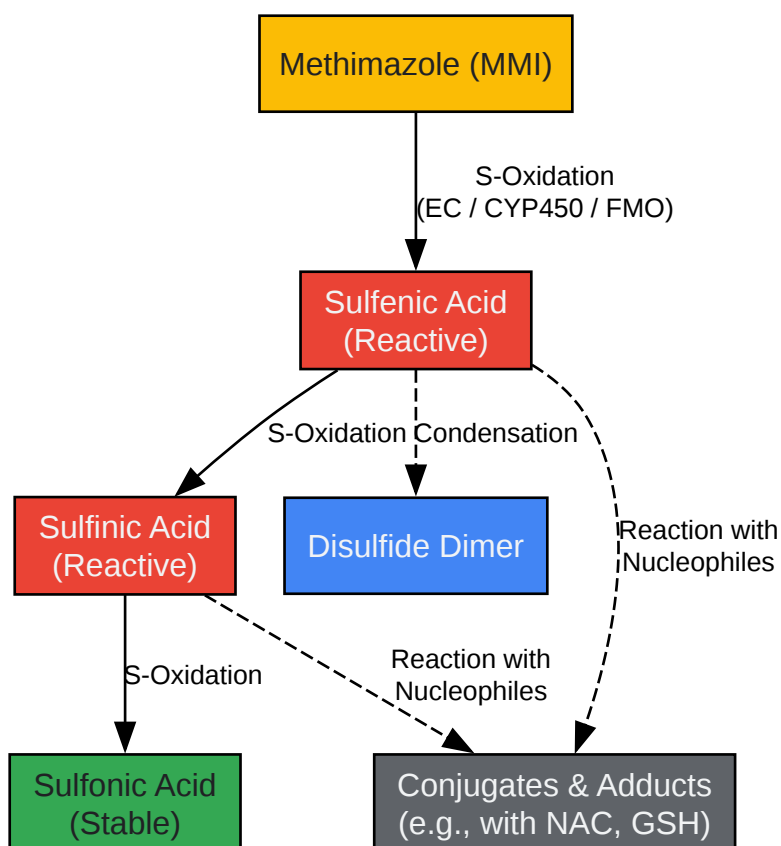 Methimazole (MMI)
S-Oxidation
(EC / CYP450 / FMO)
Sulfenic Acid
(Reactive)
S-Oxidation
Condensation
Sulfinic Acid
(Reactive)
Disulfide Dimer
Reaction with
Nucleophiles
S-Oxidation
Reaction with
Nucleophiles
Sulfonic Acid
(Stable)
Conjugates & Adducts
(e.g., with NAC, GSH)